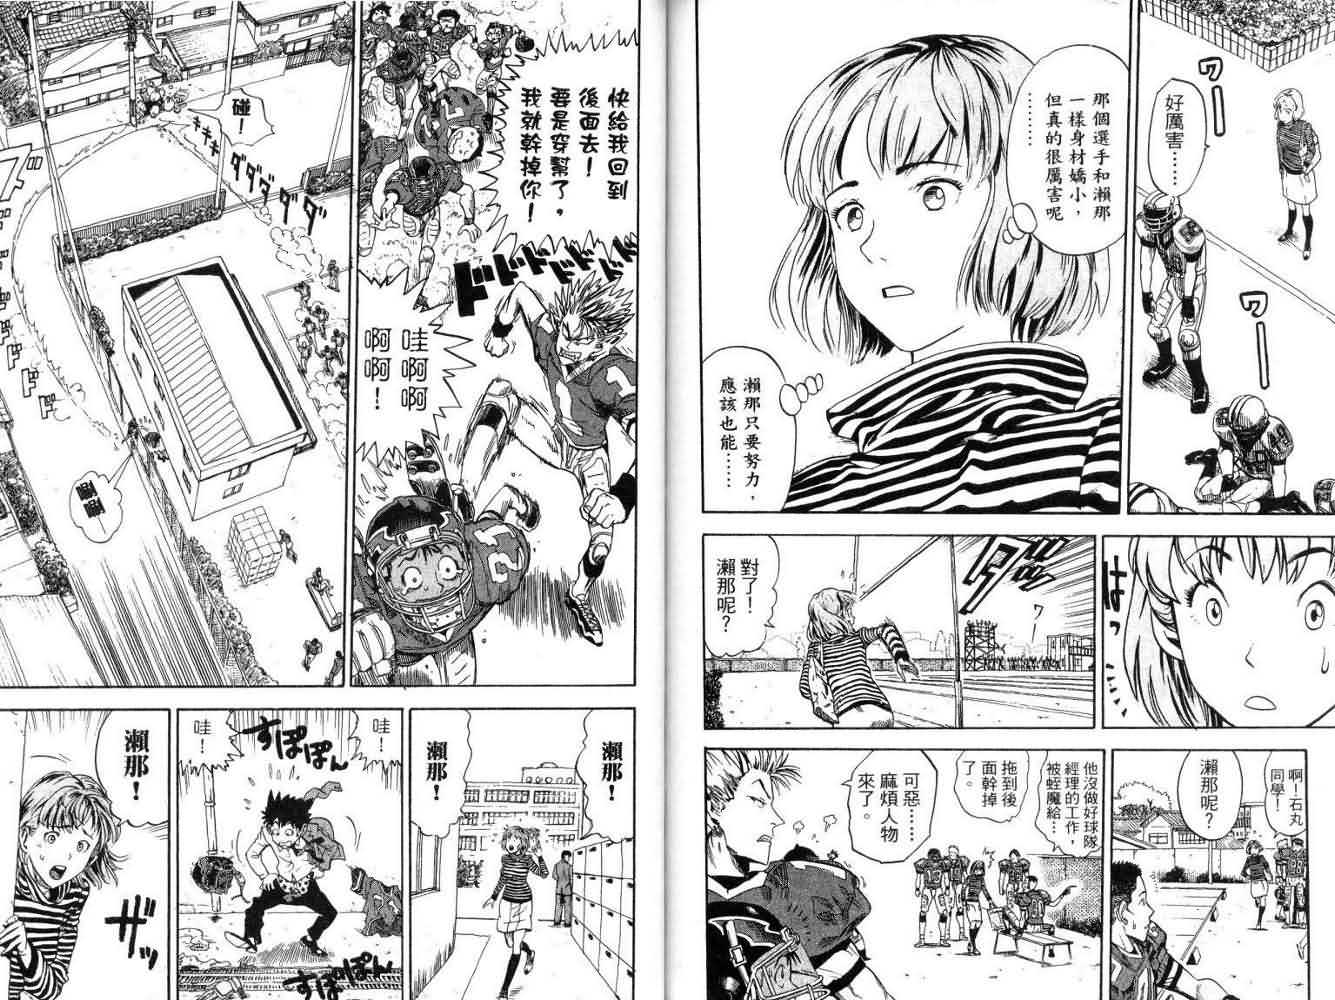 ワー
好厲害……
ワー
那個選手和瀨那
一樣身材嬌小，
但真的很厲害呢
………
瀨那只要努力，
應該也能……
はっ
ダッ
ワー
對了！
瀨那呢？
啊！石丸
同學！
瀨那呢？
他沒做好球隊
經理的工作，
被蛭魔給…
拖到後
面幹掉
了。
可惡……
麻煩人物
來了。
快給我回到
後面去！
要是穿幫了，
我就幹掉你！
ドドドドドドド
哇啊啊
啊啊！
碰！
キキキ
ダダダダ
ダダ
ドドドド
瀨那！
瀨那！
哇！
すぽぽん
哇！
すぽぽぽん
瀨那！
ザッ